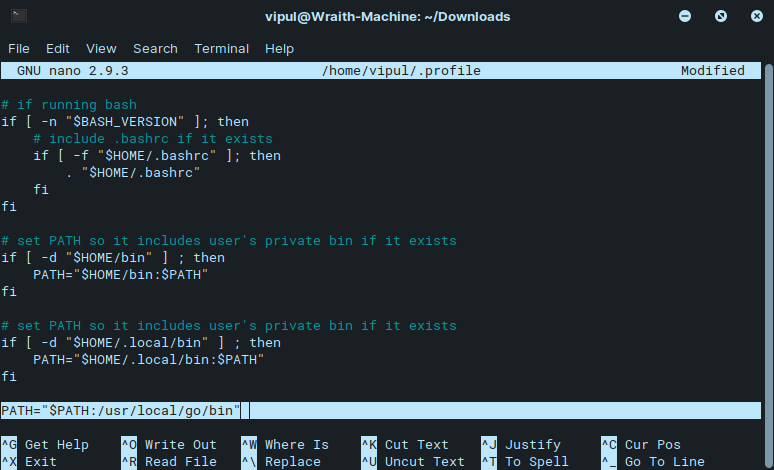 vipul@Wraith-Machine: ~/Downloads
File Edit View Search Terminal Help
GNU nano 2.9.3 /home/vipul/.profile Modified
# if running bash
if [ -n "$BASH_VERSION" ]; then
# include .bashrc if it exists
if [ -f "$HOME/.bashrc" ]; then
. "$HOME/.bashrc"
fi
fi
# set PATH so it includes user's private bin if it exists
if [ -d "$HOME/bin" ] ; then
PATH="$HOME/bin:$PATH"
fi
# set PATH so it includes user's private bin if it exists
if [ -d "$HOME/.local/bin" ] ; then
PATH="$HOME/.local/bin:$PATH"
fi
PATH="$PATH:/usr/local/go/bin"
^G Get Help ^O Write Out ^W Where Is ^K Cut Text ^J Justify ^C Cur Pos
^X Exit ^R Read File ^\ Replace ^U Uncut Text ^T To Spell ^_ Go To Line